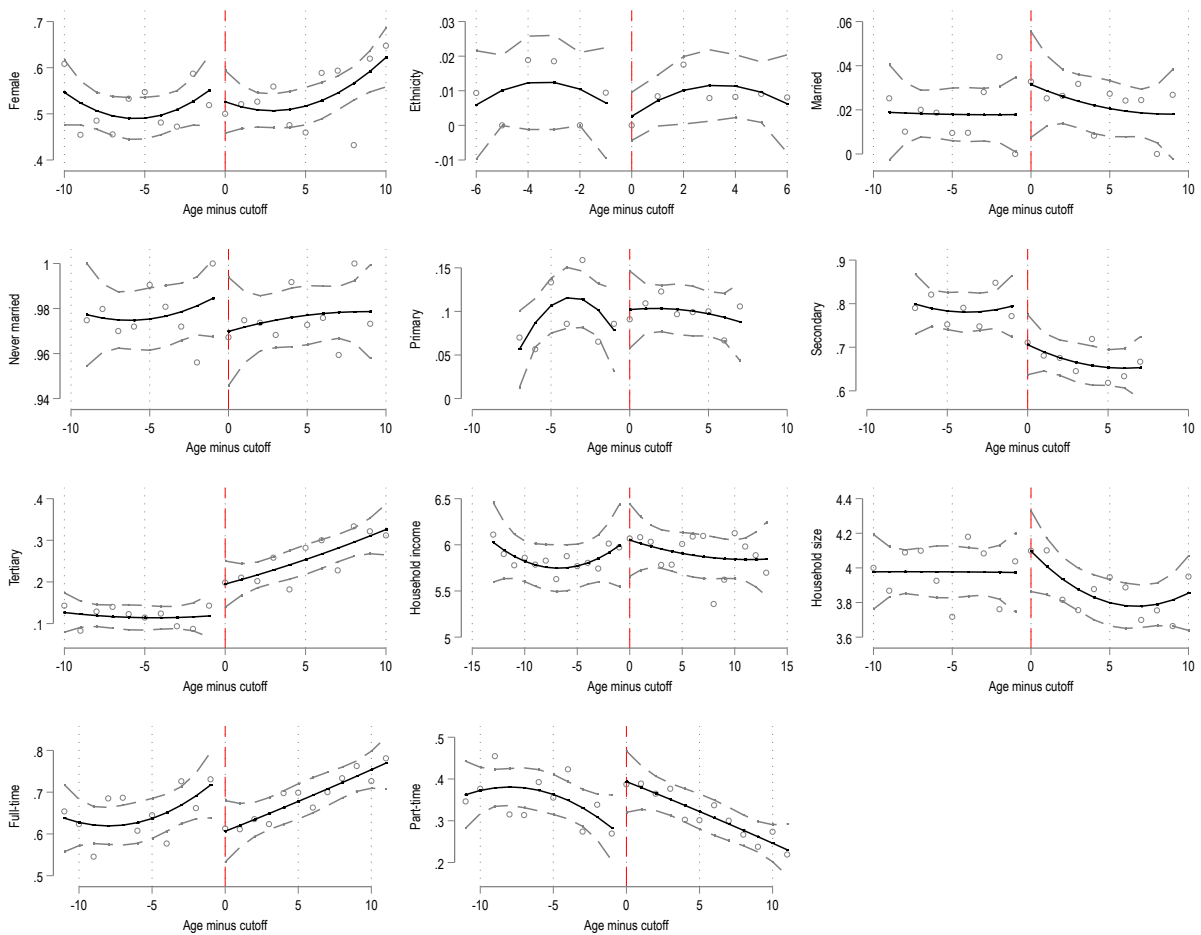 Female
.7
.6
.5
.4
-10 -5 0 5 10
Age minus cutoff
Ethnicity
.03
.02
.01
0
-.01
-6 -4 -2 0 2 4 6
Age minus cutoff
Married
.06
.04
.02
0
-10 -5 0 5 10
Age minus cutoff
Never married
1
.98
.96
.94
-10 -5 0 5 10
Age minus cutoff
Primary
.15
.1
.05
0
-10 -5 0 5 10
Age minus cutoff
Secondary
.9
.8
.7
.6
-10 -5 0 5 10
Age minus cutoff
Tertiary
.4
.3
.2
.1
-10 -5 0 5 10
Age minus cutoff
Household income
6.5
6
5.5
5
-15 -10 -5 0 5 10 15
Age minus cutoff
Household size
4.4
4.2
4
3.8
3.6
-10 -5 0 5 10
Age minus cutoff
Full-time
.8
.7
.6
.5
-10 -5 0 5 10
Age minus cutoff
Part-time
.5
.4
.3
.2
-10 -5 0 5 10
Age minus cutoff